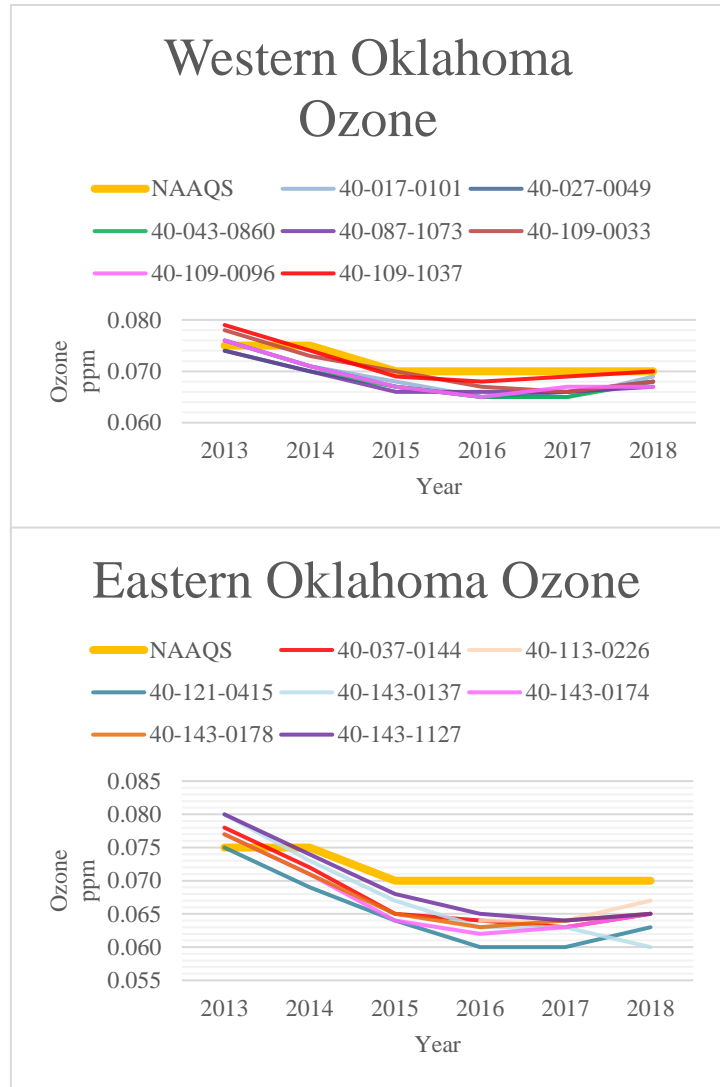 Western Oklahoma
Ozone
NAAQS 40-017-0101 40-027-0049
40-043-0860 40-087-1073 40-109-0033
40-109-0096 40-109-1037
0.080
0.070
0.060
Ozone
ppm
2013 2014 2015 2016 2017 2018
Year
Eastern Oklahoma Ozone
NAAQS 40-037-0144 40-113-0226
40-121-0415 40-143-0137 40-143-0174
40-143-0178 40-143-1127
0.085
0.080
0.075
0.070
0.065
0.060
0.055
Ozone
ppm
2013 2014 2015 2016 2017 2018
Year